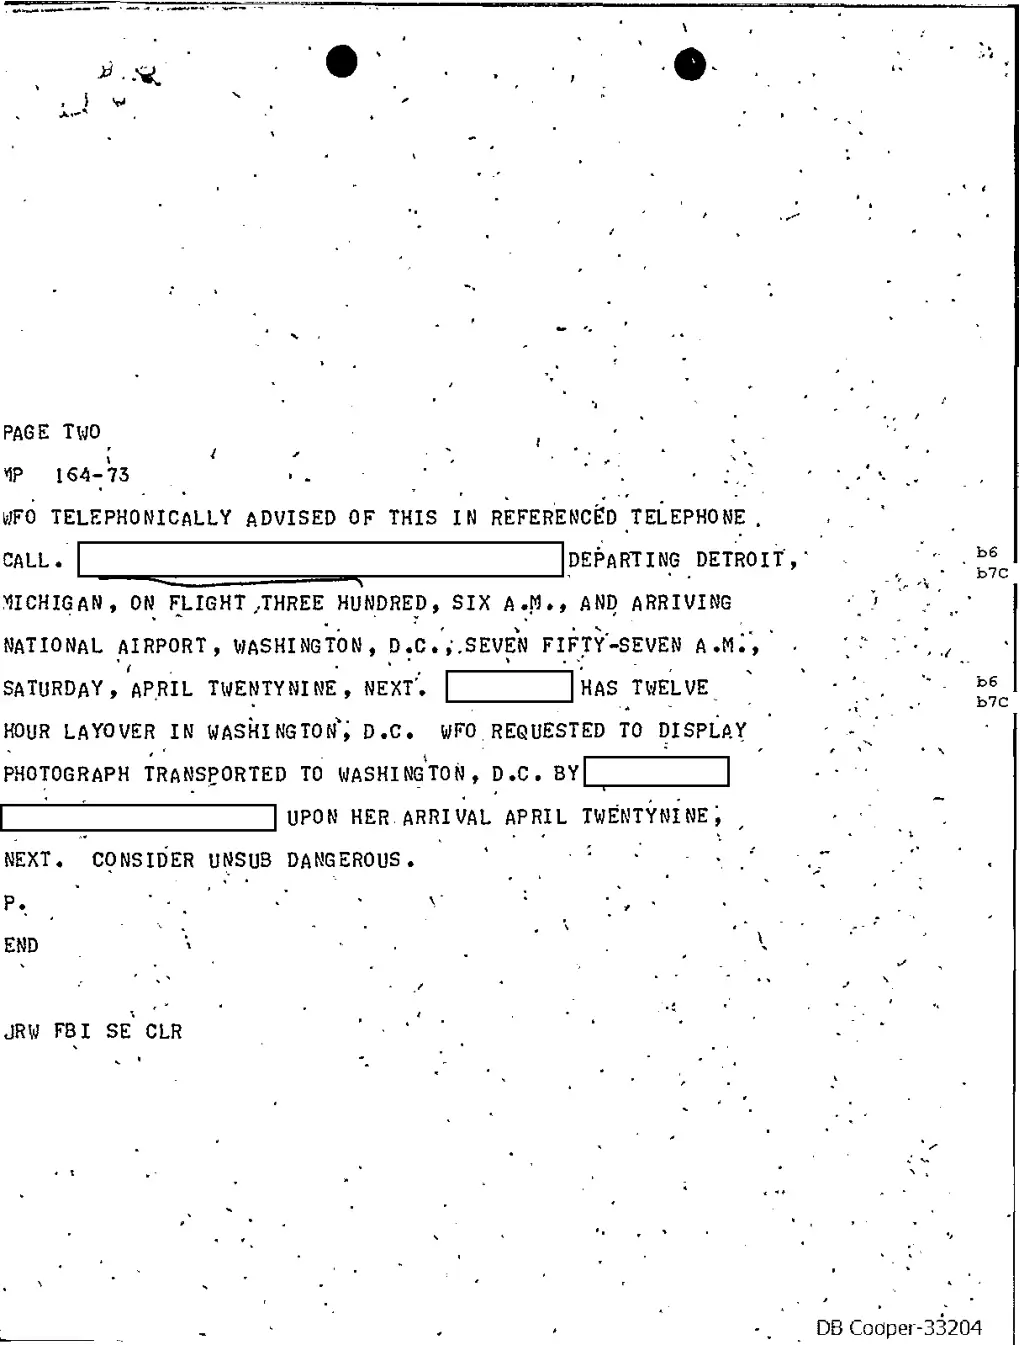 PAGE TWO
MP 164-73
WFO TELEPHONICALLY ADVISED OF THIS IN REFERENCED TELEPHONE
CALL. DEPARTING DETROIT,
b6
b7C
MICHIGAN, ON FLIGHT THREE HUNDRED, SIX A.M., AND ARRIVING
NATIONAL AIRPORT, WASHINGTON, D.C., SEVEN FIFTY-SEVEN A.M.,
SATURDAY, APRIL TWENTYNINE, NEXT. HAS TWELVE
b6
b7C
HOUR LAYOVER IN WASHINGTON, D.C. WFO REQUESTED TO DISPLAY
PHOTOGRAPH TRANSPORTED TO WASHINGTON, D.C. BY
UPON HER ARRIVAL APRIL TWENTYNINE,
NEXT. CONSIDER UNSUB DANGEROUS.
P.
END
JRW FBI SE CLR
DB Cooper-33204